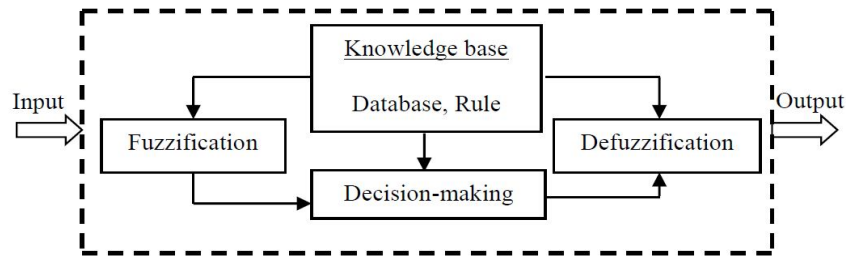 Knowledge base
Input
Database, Rule
Output
Fuzzification
Defuzzification
Decision-making